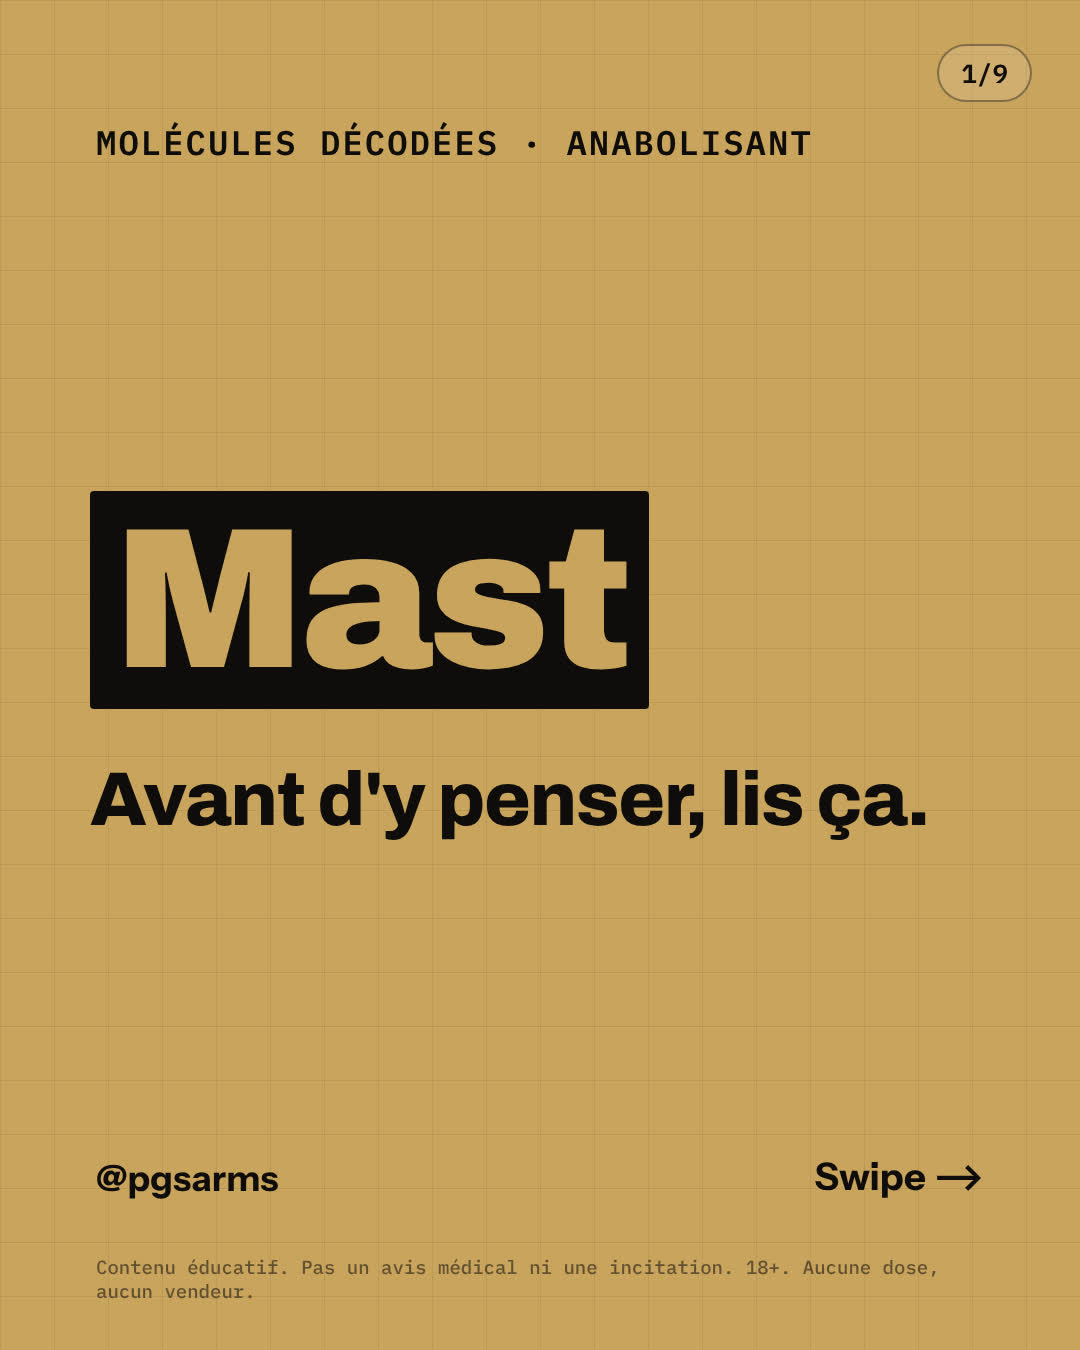 1/9
MOLÉCULES DÉCODÉES · ANABOLISANT
Mast
Avant d'y penser, lis ça.
@pgsarms
Swipe →
Contenu éducatif. Pas un avis médical ni une incitation. 18+. Aucune dose,
aucun vendeur.